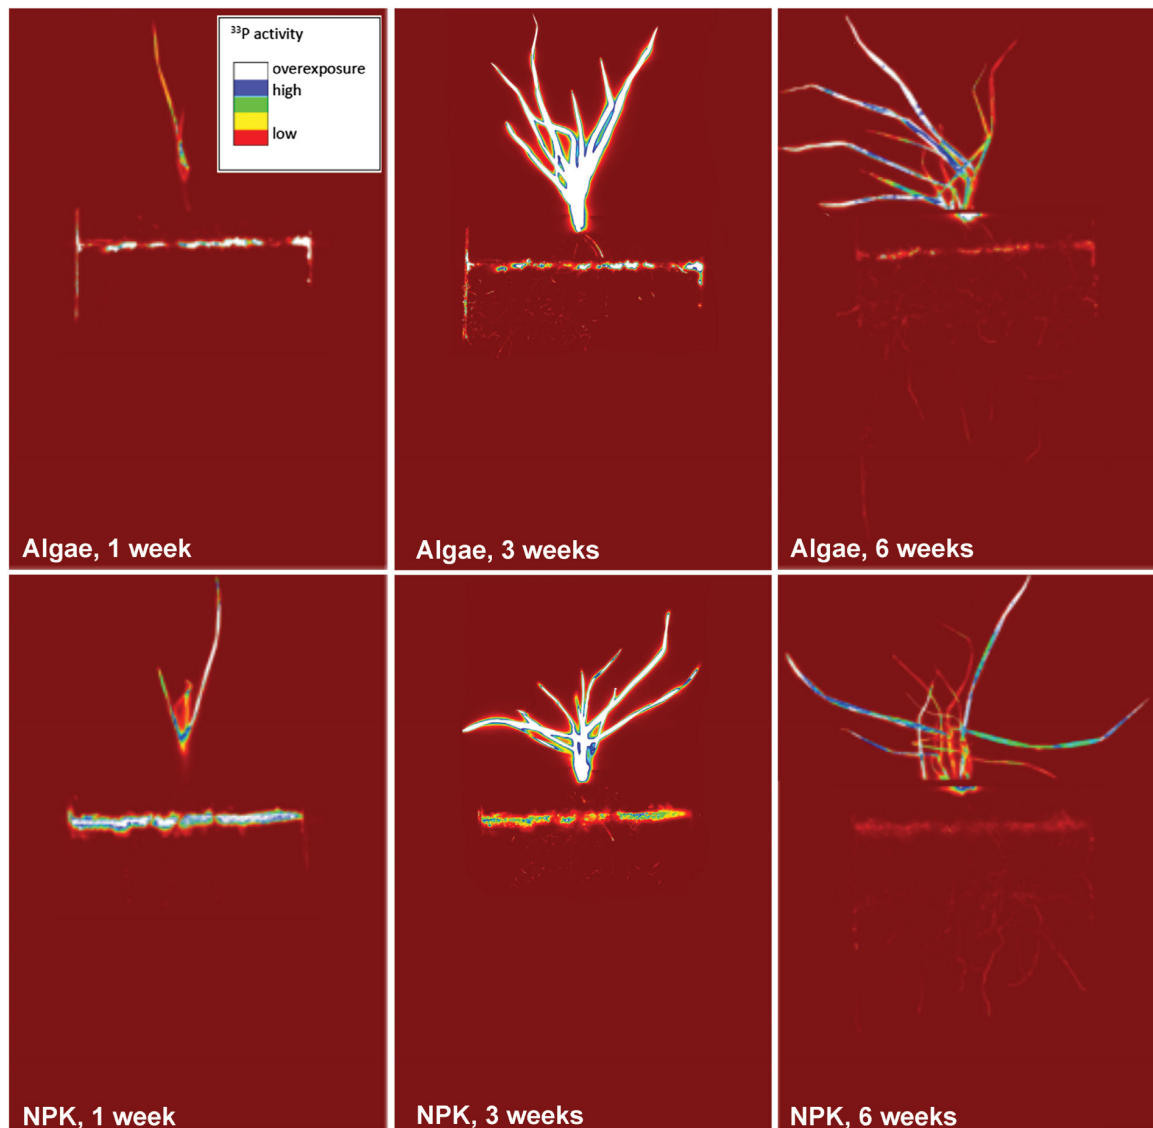 ³³P activity
overexposure
high
low
Algae, 1 week
Algae, 3 weeks
Algae, 6 weeks
NPK, 1 week
NPK, 3 weeks
NPK, 6 weeks